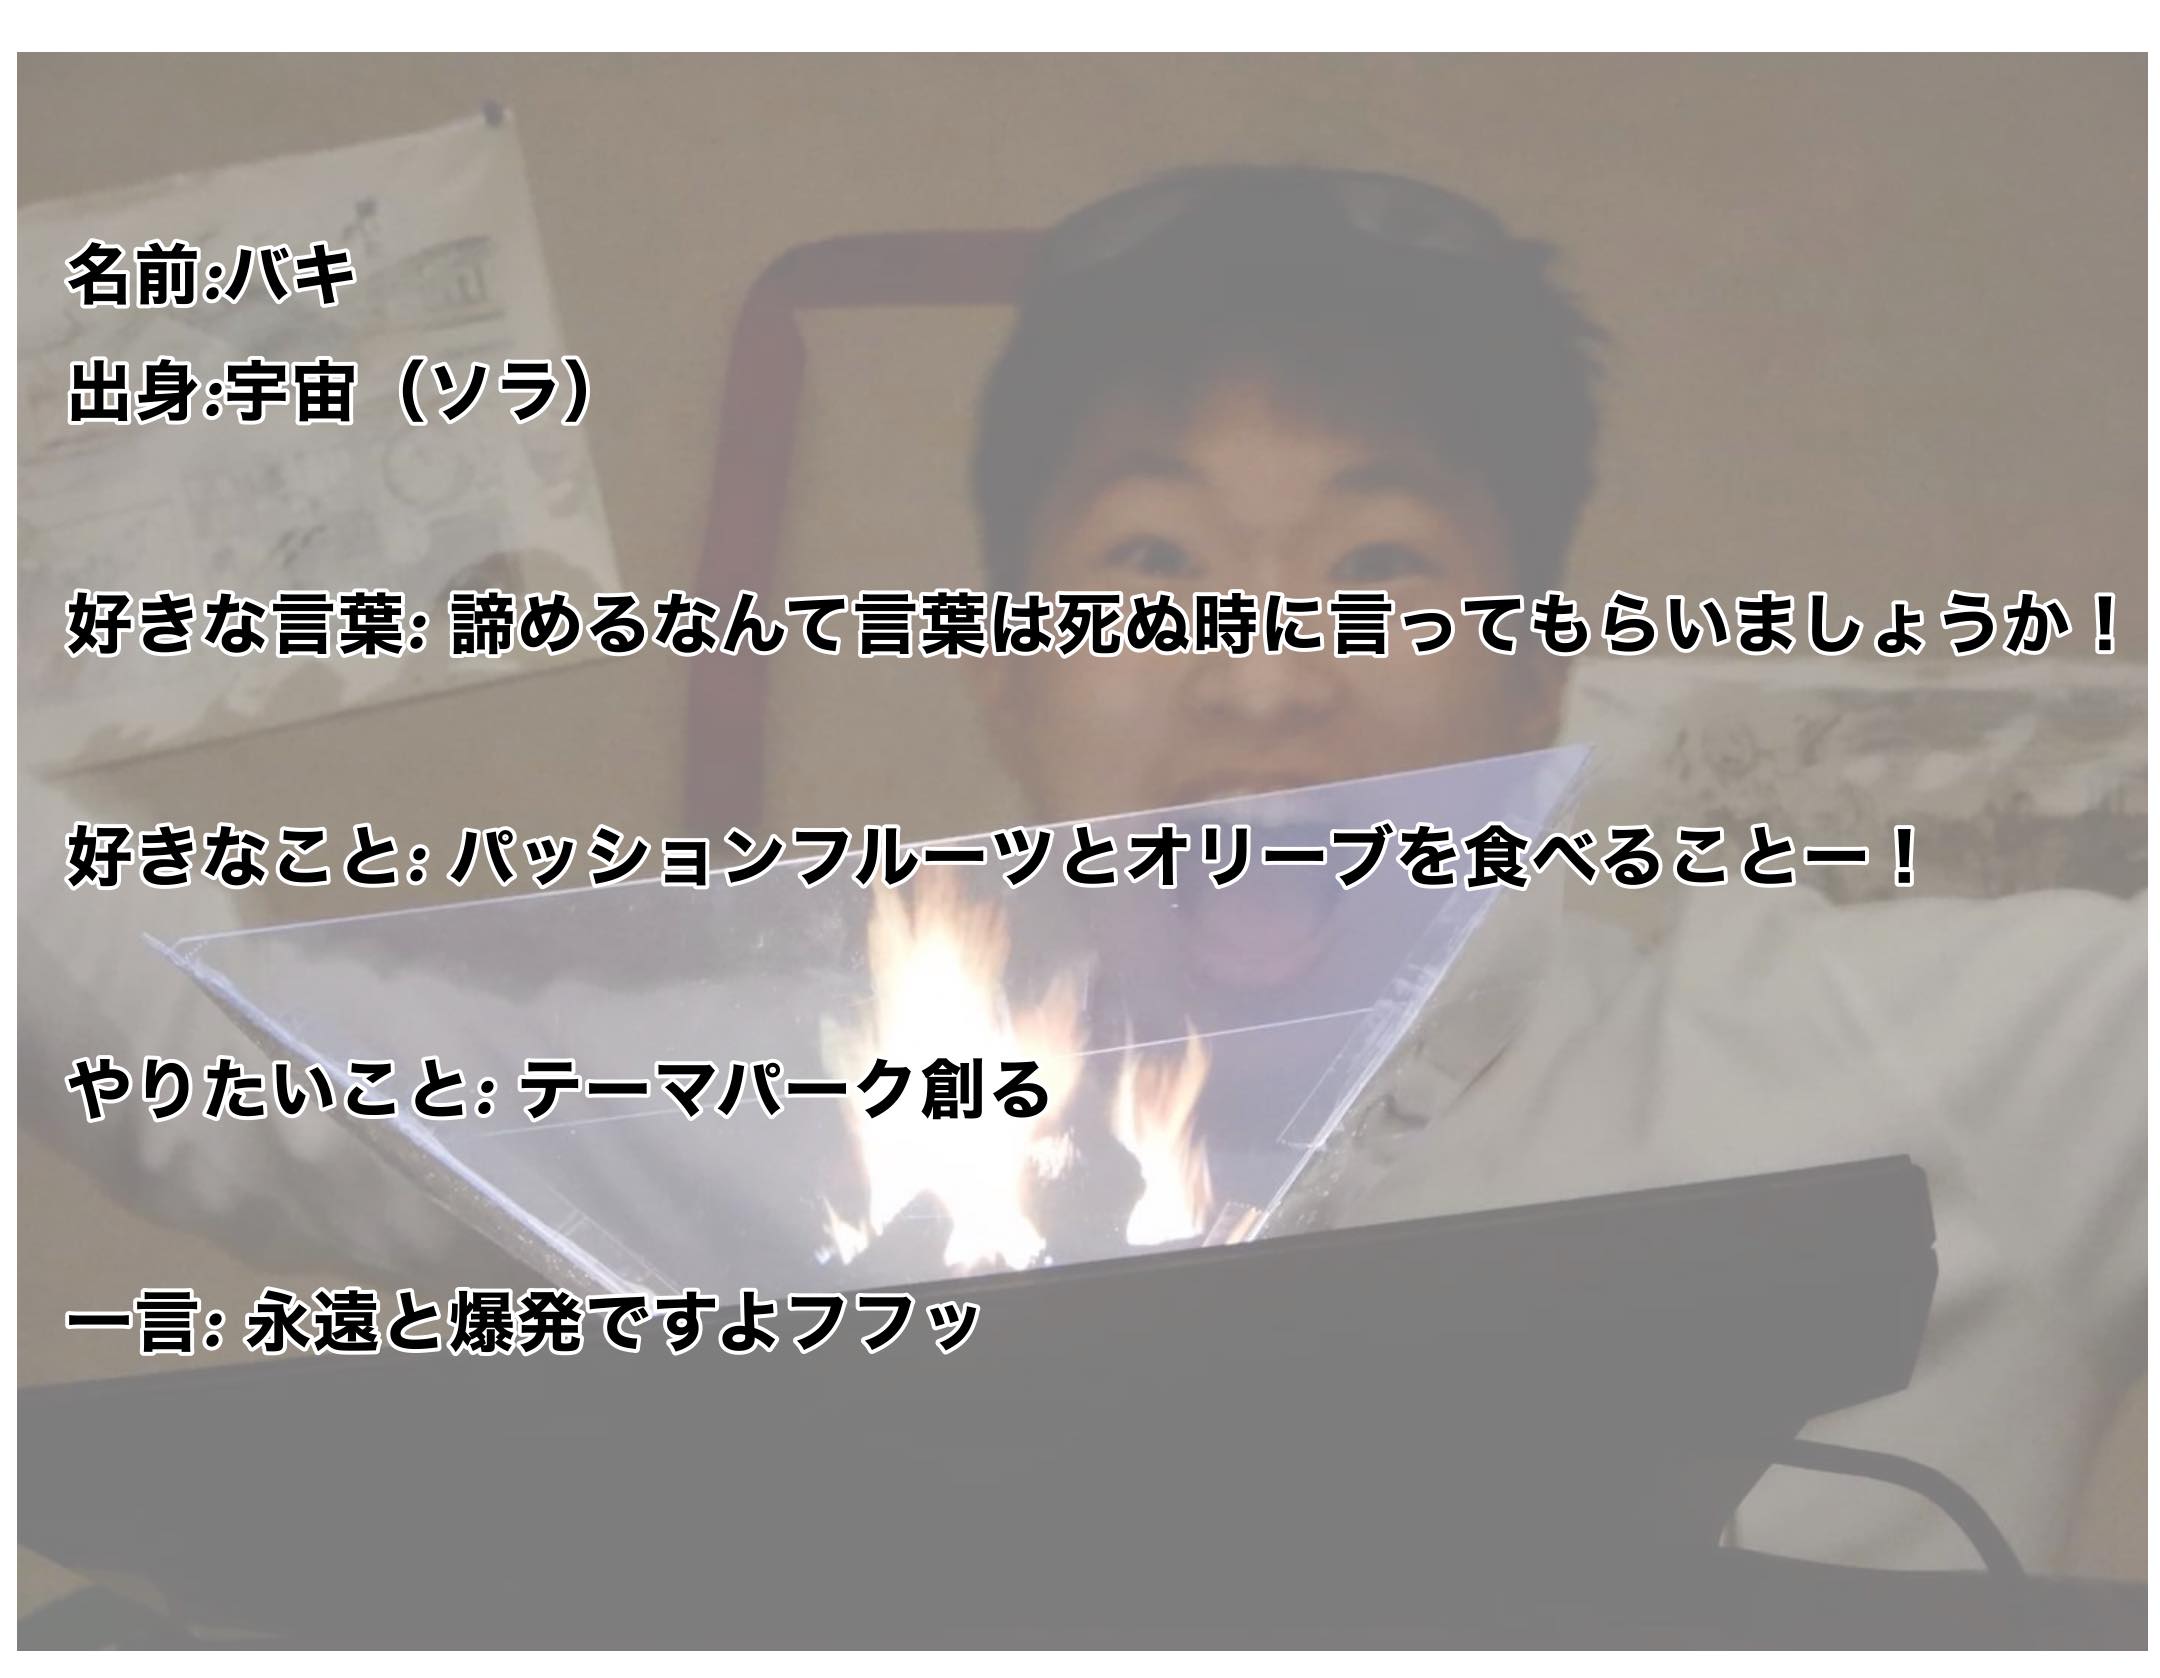 名前:バキ
出身:宇宙（ソラ）
好きな言葉: 諦めるなんて言葉は死ぬ時に言ってもらいましょうか！
好きなこと: パッションフルーツとオリーブを食べることー！
やりたいこと: テーマパーク創る
一言: 永遠と爆発ですよフフッ